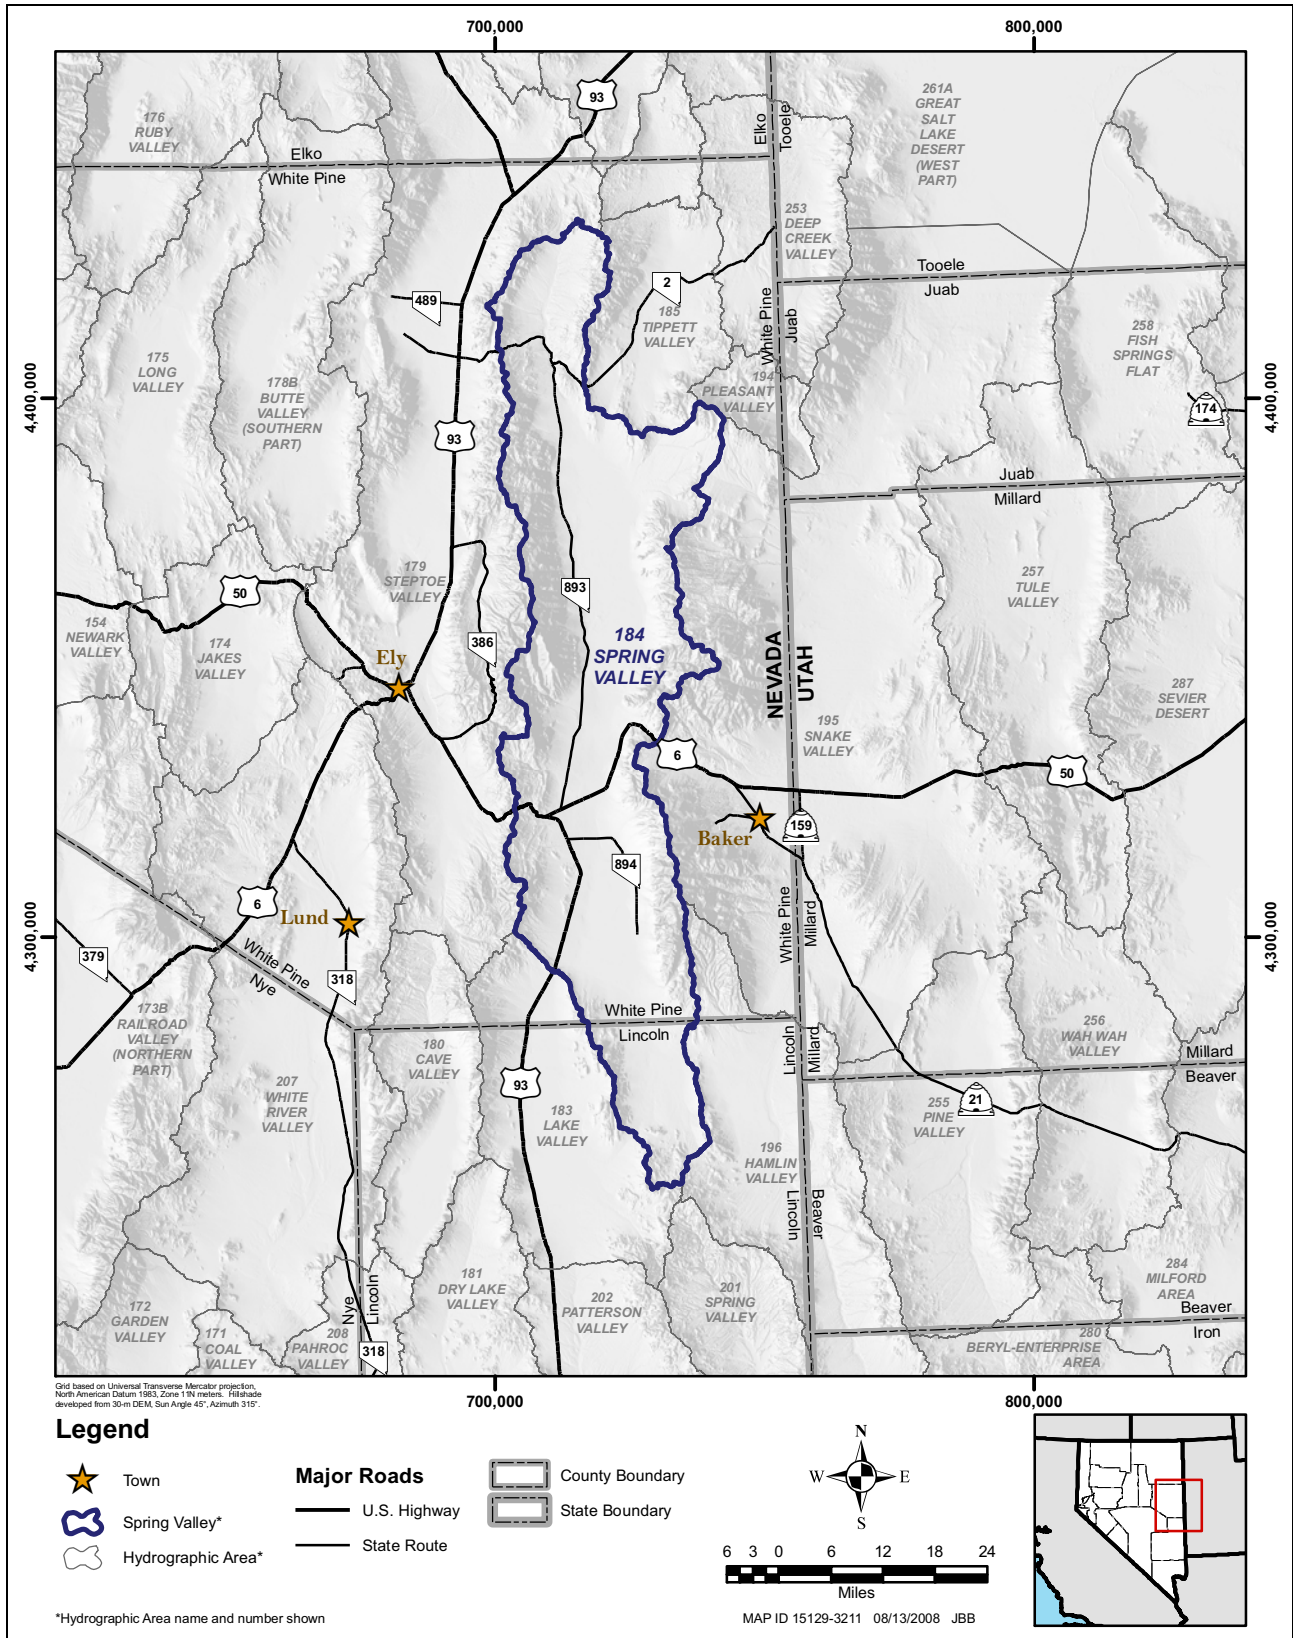 700,000
800,000
93
261A
GREAT
SALT
LAKE
DESERT
(WEST
PART)
176
RUBY
VALLEY
Elko
Tooele
Elko
White Pine
253
DEEP
CREEK
VALLEY
Tooele
Juab
2
489
185
TIPPETT
VALLEY
White Pine
Juab
258
FISH
SPRINGS
FLAT
175
LONG
VALLEY
178B
BUTTE
VALLEY
(SOUTHERN
PART)
194
PLEASANT
VALLEY
4,400,000
4,400,000
174
93
Juab
Millard
179
STEPTOE
VALLEY
257
TULE
VALLEY
50
893
154
NEWARK
VALLEY
174
JAKES
VALLEY
386
184
SPRING
VALLEY
Ely
NEVADA
UTAH
287
SEVIER
DESERT
195
SNAKE
VALLEY
6
50
Baker
159
894
6
Lund
White Pine
Millard
4,300,000
4,300,000
379
White Pine
Nye
318
173B
RAILROAD
VALLEY
(NORTHERN
PART)
White Pine
Lincoln
Lincoln
Millard
256
WAH WAH
VALLEY
Millard
Beaver
180
CAVE
VALLEY
207
WHITE
RIVER
VALLEY
93
183
LAKE
VALLEY
21
255
PINE
VALLEY
196
HAMLIN
VALLEY
Lincoln
Beaver
181
DRY LAKE
VALLEY
202
PATTERSON
VALLEY
201
SPRING
VALLEY
284
MILFORD
AREA
Nye
Lincoln
172
GARDEN
VALLEY
171
COAL
VALLEY
208
PAHROC
VALLEY
318
Beaver
Iron
280
BERYL-ENTERPRISE
AREA
700,000
800,000
Grid based on Universal Transverse Mercator projection,
North American Datum 1983, Zone 11N meters. Hillshade
developed from 30-m DEM, Sun Angle 45°, Azimuth 315°.
Legend
Town
Spring Valley*
Hydrographic Area*
Major Roads
U.S. Highway
State Route
County Boundary
State Boundary
N
W
E
S
6 3 0 6 12 18 24
Miles
*Hydrographic Area name and number shown
MAP ID 15129-3211 08/13/2008 JBB